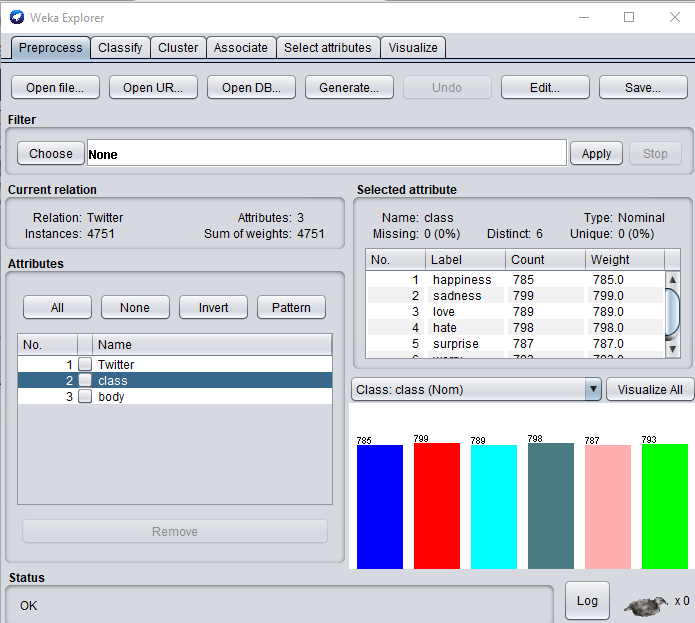 Weka Explorer
Preprocess Classify Cluster Associate Select attributes Visualize
Open file... Open UR... Open DB... Generate... Undo Edit... Save...
Filter
Choose None Apply Stop
Current relation
Relation: Twitter Attributes: 3
Instances: 4751 Sum of weights: 4751
Selected attribute
Name: class Type: Nominal
Missing: 0 (0%) Distinct: 6 Unique: 0 (0%)
No. Label Count Weight
1 happiness 785 785.0
2 sadness 799 799.0
3 love 789 789.0
4 hate 798 798.0
5 surprise 787 787.0
Attributes
All None Invert Pattern
No. Name
1 Twitter
2 class
3 body
Remove
Class: class (Nom) Visualize All
785 799 789 798 787 793
Status
OK
Log x 0